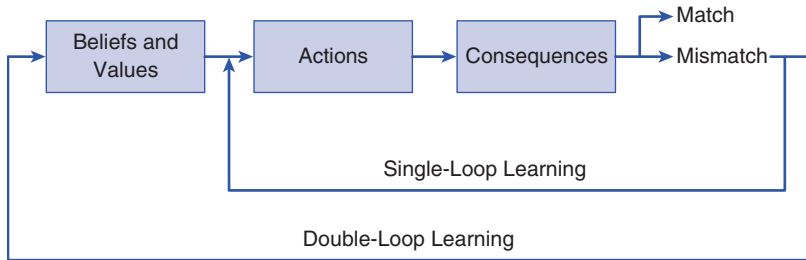 Beliefs and
Values
Actions
Consequences
Match
Mismatch
Single-Loop Learning
Double-Loop Learning